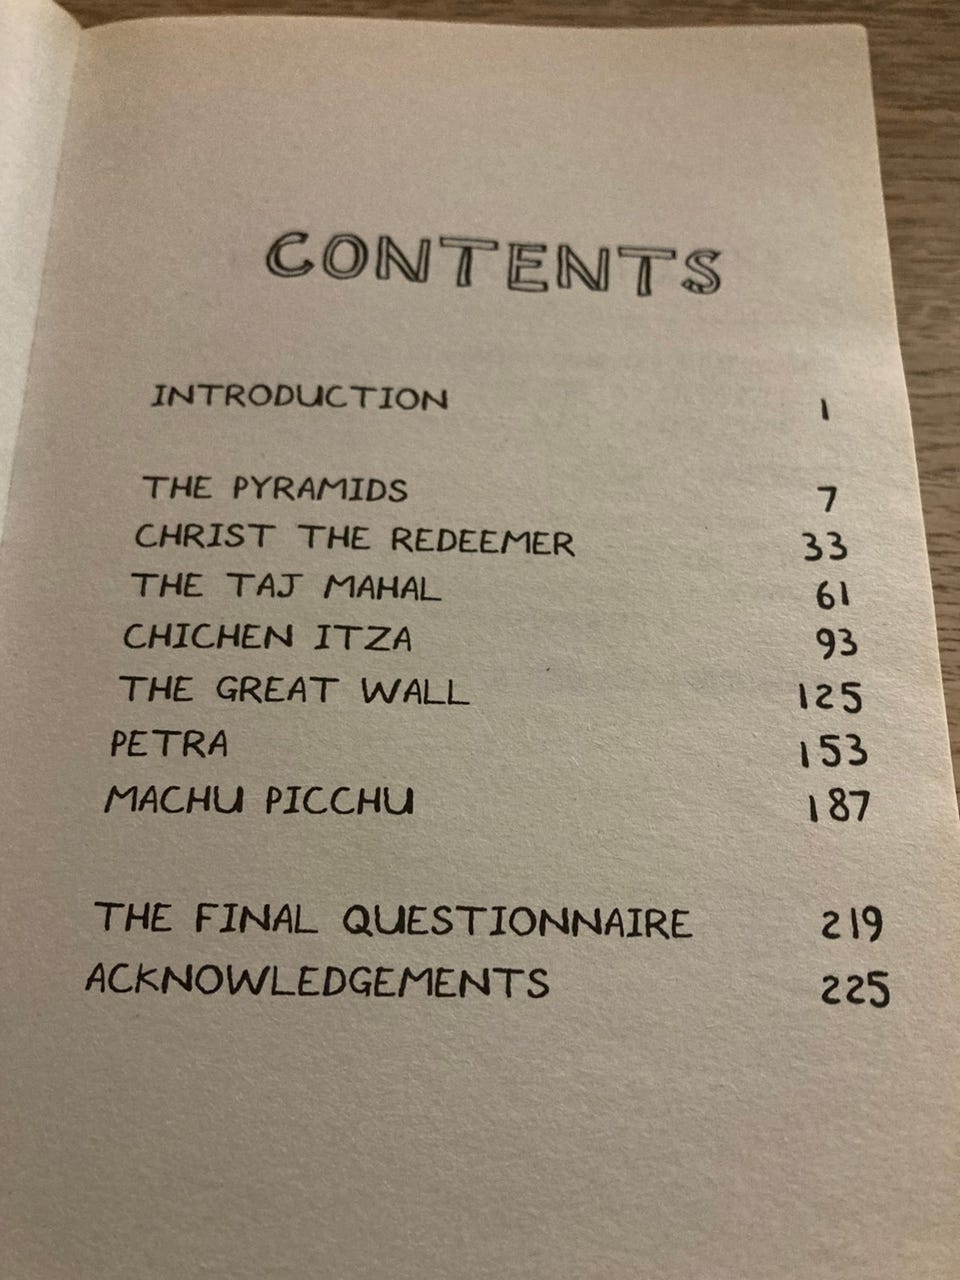 CONTENTS
INTRODUCTION 1
THE PYRAMIDS 7
CHRIST THE REDEEMER 33
THE TAJ MAHAL 61
CHICHEN ITZA 93
THE GREAT WALL 125
PETRA 153
MACHU PICCHU 187
THE FINAL QUESTIONNAIRE 219
ACKNOWLEDGEMENTS 225